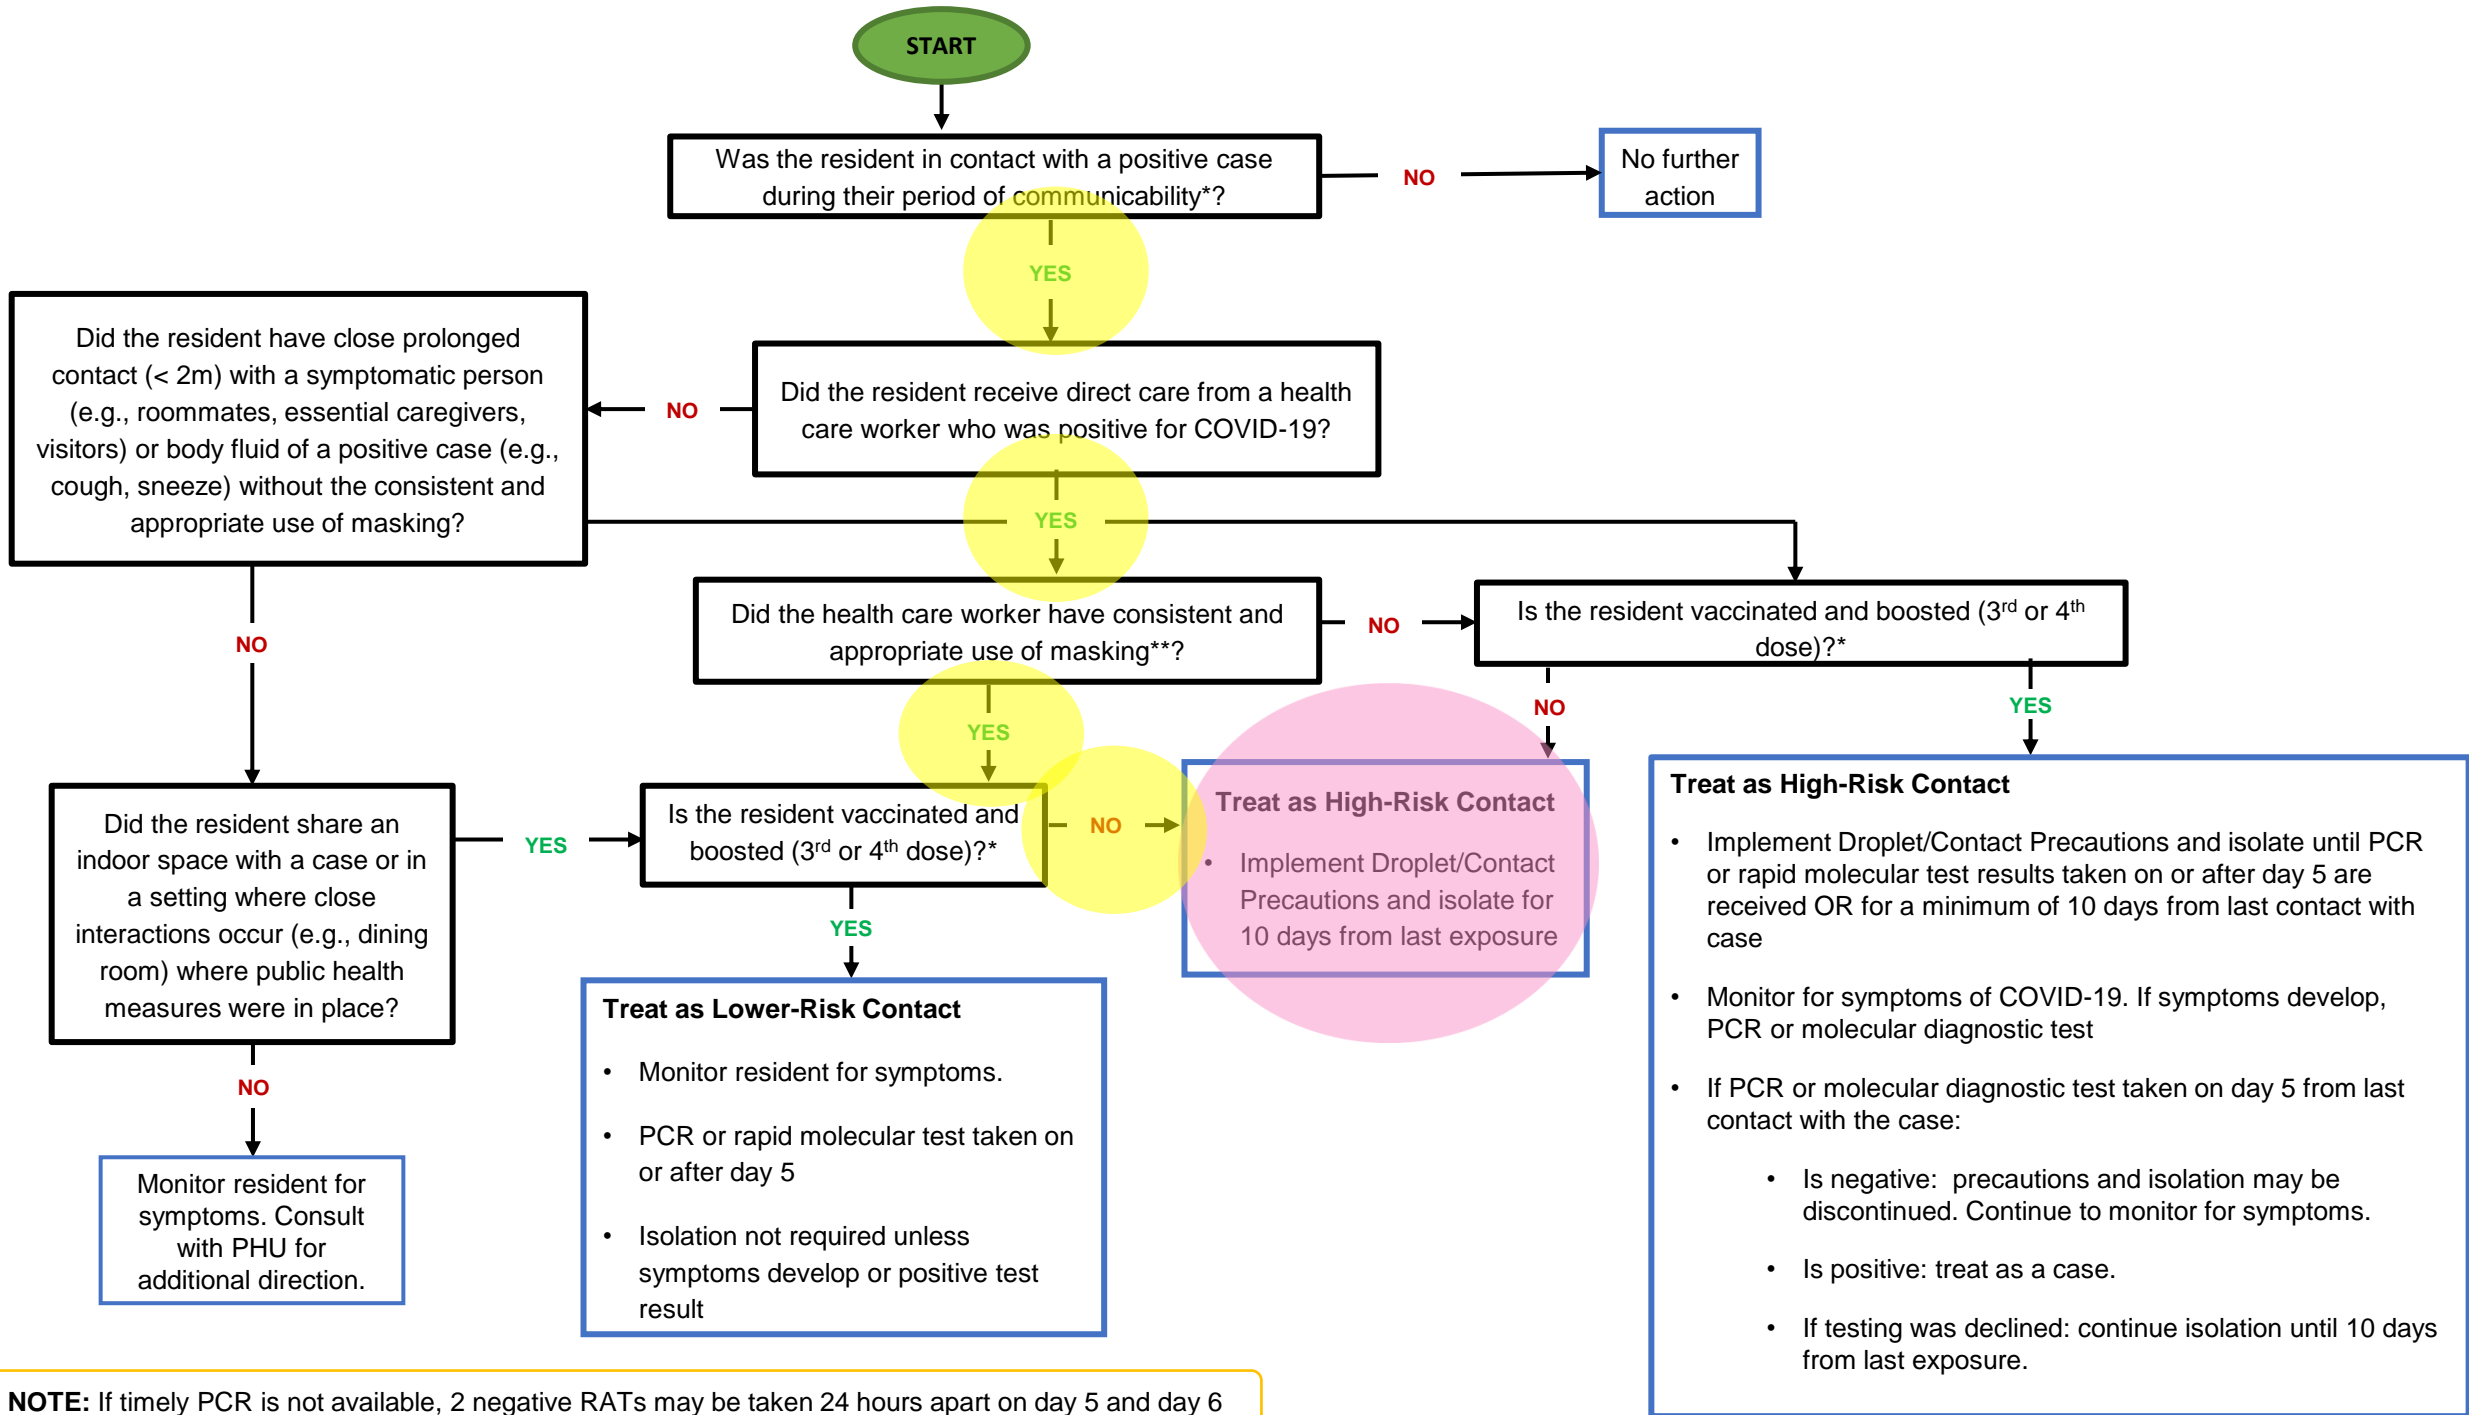 START
Was the resident in contact with a positive case
during their period of communicability*?
NO
No further
action
YES
Did the resident have close prolonged
contact (< 2m) with a symptomatic person
(e.g., roommates, essential caregivers,
visitors) or body fluid of a positive case (e.g.,
cough, sneeze) without the consistent and
appropriate use of masking?
NO
Did the resident receive direct care from a health
care worker who was positive for COVID-19?
YES
Did the health care worker have consistent and
appropriate use of masking**?
NO
Is the resident vaccinated and boosted (3rd or 4th
dose)?*
NO
YES
NO
YES
Did the resident share an
indoor space with a case or in
a setting where close
interactions occur (e.g., dining
room) where public health
measures were in place?
YES
Is the resident vaccinated and
boosted (3rd or 4th dose)?*
NO
Treat as High-Risk Contact
• Implement Droplet/Contact
Precautions and isolate for
10 days from last exposure
Treat as High-Risk Contact
• Implement Droplet/Contact Precautions and isolate until PCR
or rapid molecular test results taken on or after day 5 are
received OR for a minimum of 10 days from last contact with
case
• Monitor for symptoms of COVID-19. If symptoms develop,
PCR or molecular diagnostic test
• If PCR or molecular diagnostic test taken on day 5 from last
contact with the case:
• Is negative: precautions and isolation may be
discontinued. Continue to monitor for symptoms.
• Is positive: treat as a case.
• If testing was declined: continue isolation until 10 days
from last exposure.
YES
Treat as Lower-Risk Contact
• Monitor resident for symptoms.
• PCR or rapid molecular test taken on
or after day 5
• Isolation not required unless
symptoms develop or positive test
result
NO
Monitor resident for
symptoms. Consult
with PHU for
additional direction.
NOTE: If timely PCR is not available, 2 negative RATs may be taken 24 hours apart on day 5 and day 6